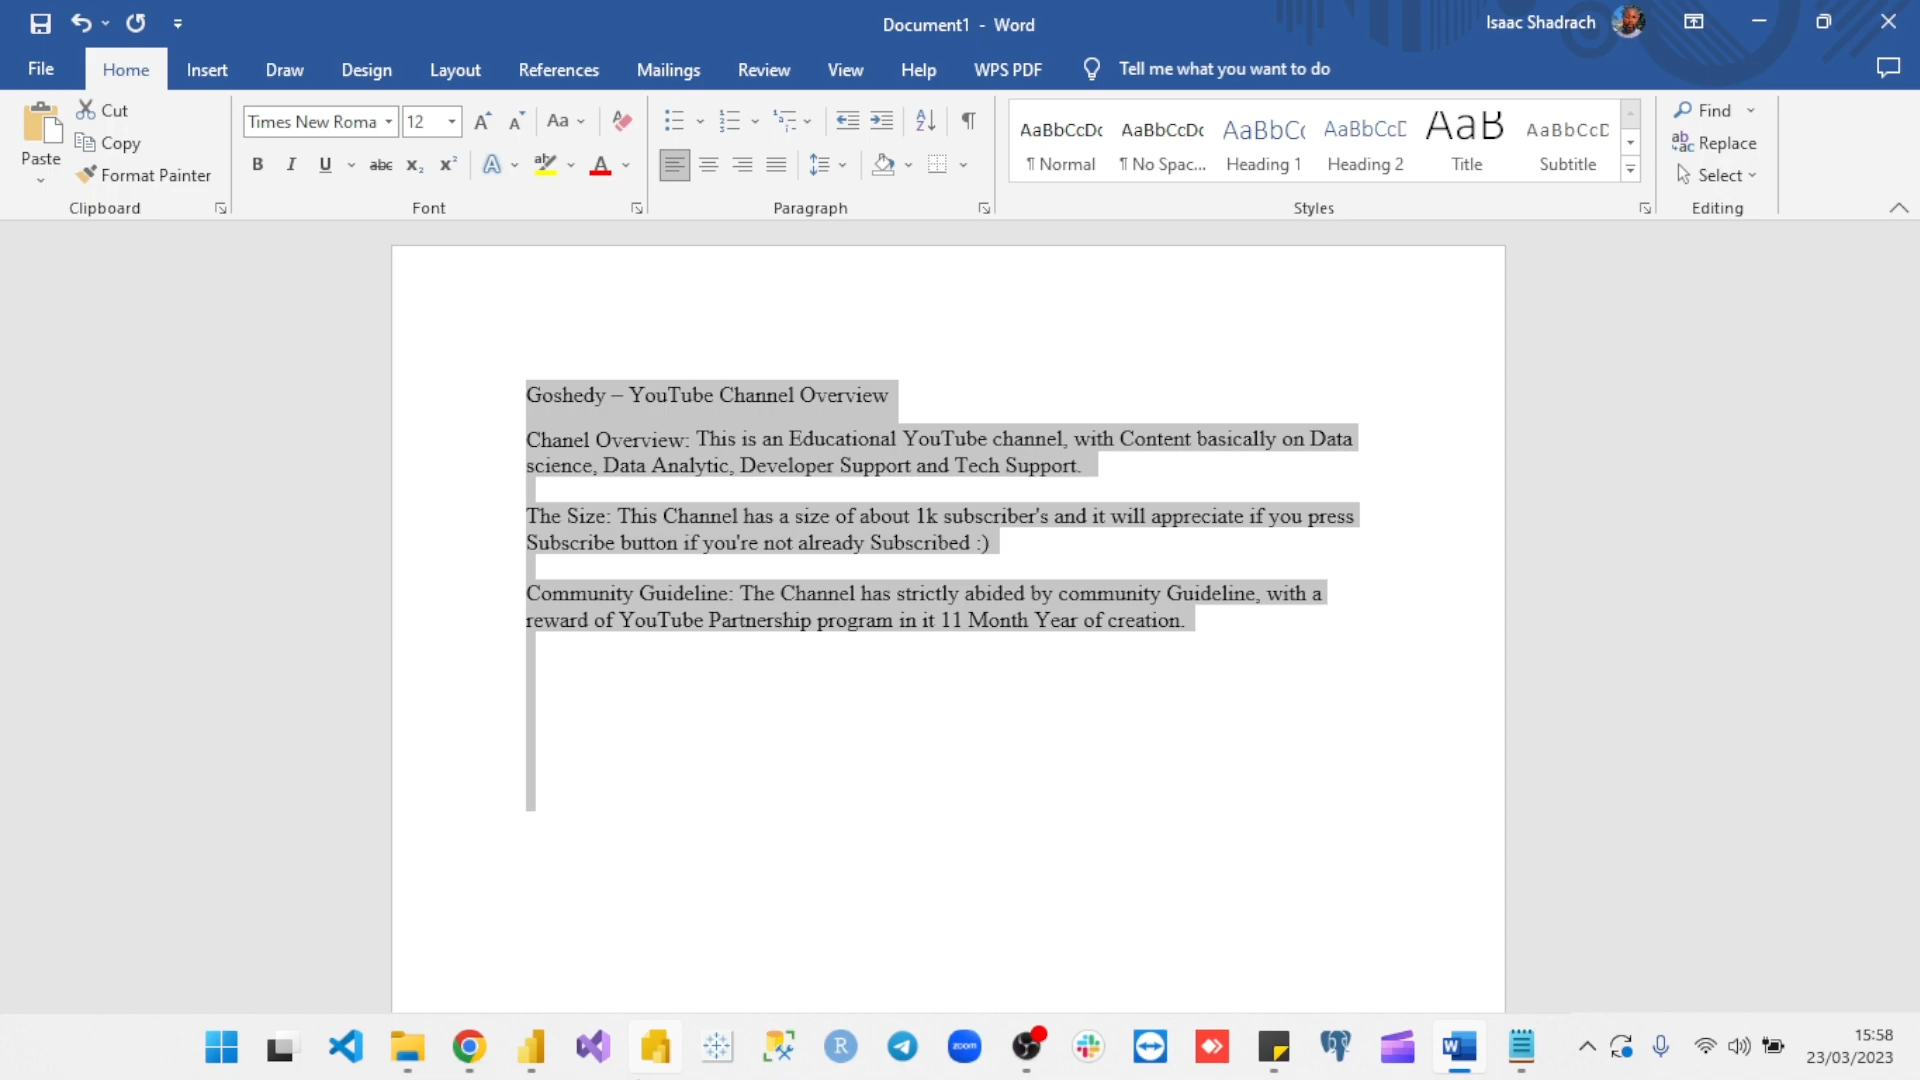 Document1 - Word
Isaac Shadrach
File Home Insert Draw Design Layout References Mailings Review View Help WPS PDF Tell me what you want to do
Paste
Cut
Copy
Format Painter
Clipboard
Times New Roma 12
Aa
B I U abc x₂ x²
Font
Paragraph
AaBbCcDc AaBbCcDc AaBbC AaBbCcD AaB AaBbCcD
¶ Normal ¶ No Spac... Heading 1 Heading 2 Title Subtitle
Styles
Find
Replace
Select
Editing
Goshedy – YouTube Channel Overview
Chanel Overview: This is an Educational YouTube channel, with Content basically on Data
science, Data Analytic, Developer Support and Tech Support.
The Size: This Channel has a size of about 1k subscriber's and it will appreciate if you press
Subscribe button if you're not already Subscribed :)
Community Guideline: The Channel has strictly abided by community Guideline, with a
reward of YouTube Partnership program in it 11 Month Year of creation.
R
zoom
W
15:58
23/03/2023